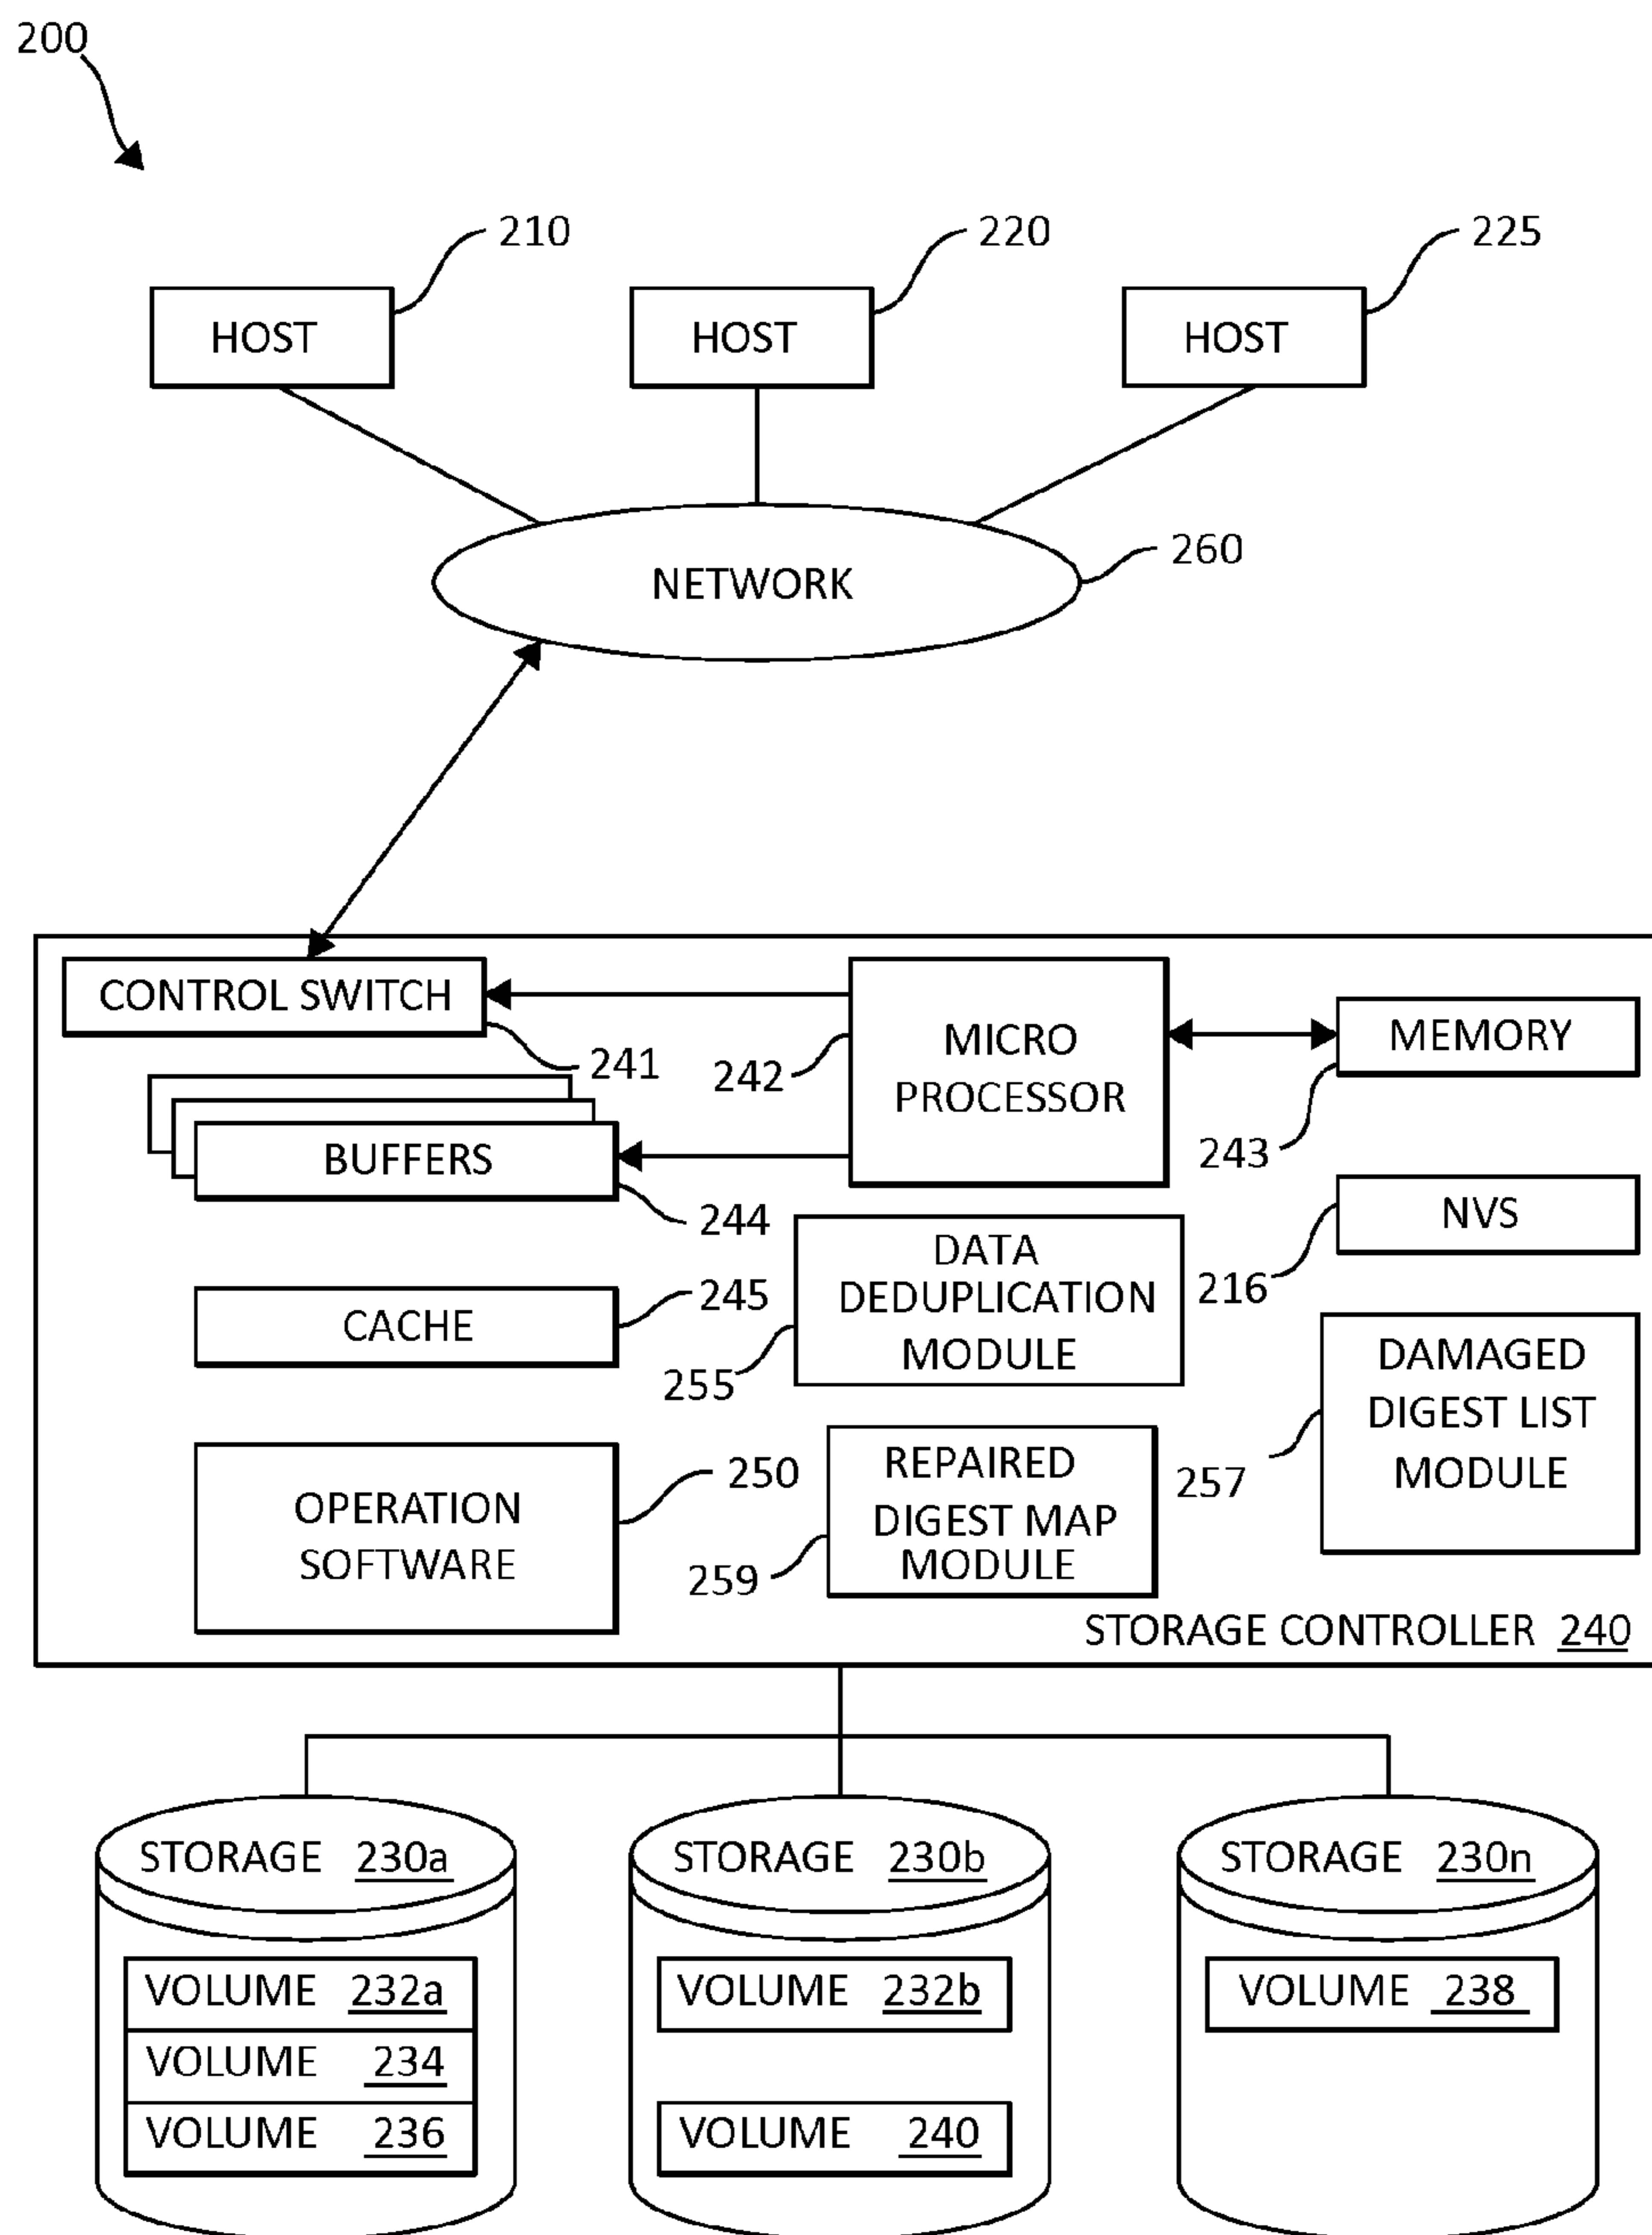 200
210
220
225
HOST
HOST
HOST
260
NETWORK
CONTROL SWITCH
241
242
MICRO
PROCESSOR
MEMORY
243
BUFFERS
244
NVS
216
DATA
DEDUPLICATION
MODULE
255
CACHE
245
DAMAGED
DIGEST LIST
MODULE
257
OPERATION
SOFTWARE
250
REPAIRED
DIGEST MAP
MODULE
259
STORAGE CONTROLLER 240
STORAGE 230a
STORAGE 230b
STORAGE 230n
VOLUME 232a
VOLUME 234
VOLUME 236
VOLUME 232b
VOLUME 240
VOLUME 238